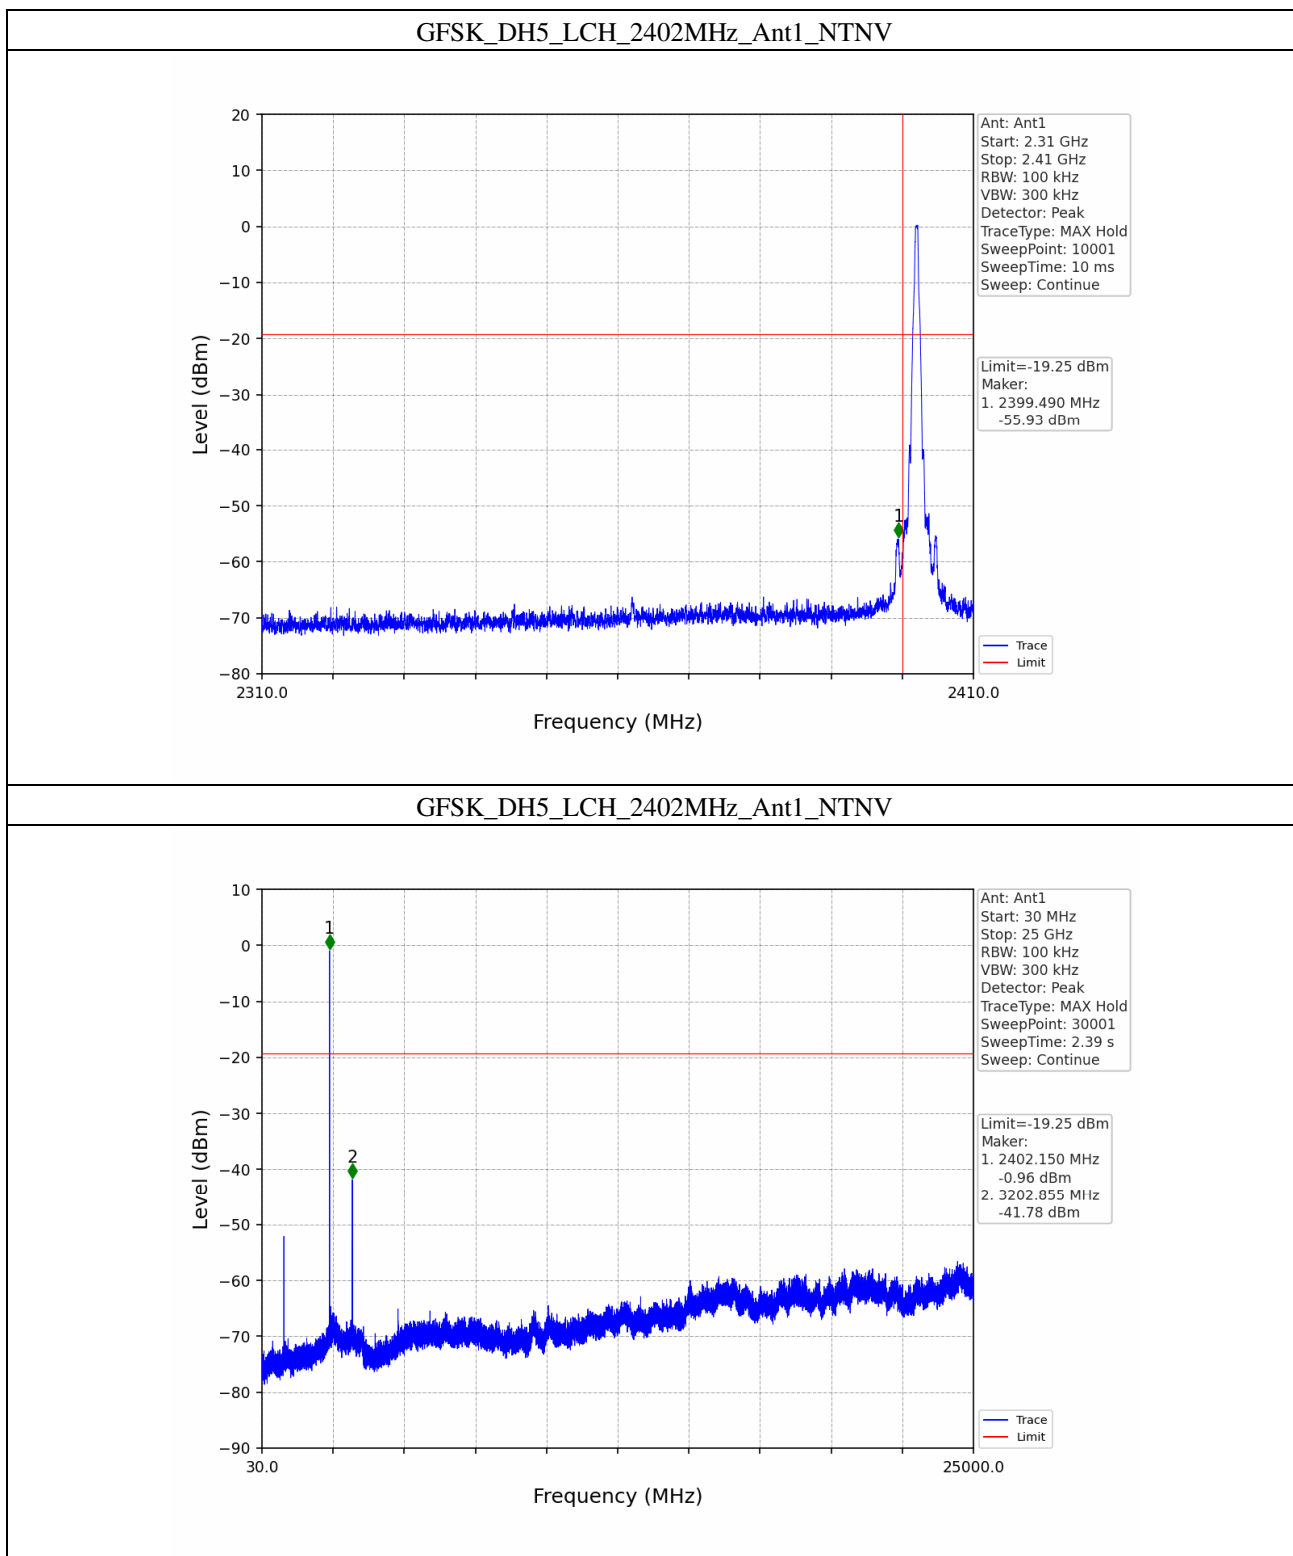 GFSK_DH5_LCH_2402MHz_Ant1_NTNV
20
10
0
−10
−20
−30
−40
−50
−60
−70
−80
Level (dBm)
1
2310.0
2410.0
Frequency (MHz)
Ant: Ant1
Start: 2.31 GHz
Stop: 2.41 GHz
RBW: 100 kHz
VBW: 300 kHz
Detector: Peak
TraceType: MAX Hold
SweepPoint: 10001
SweepTime: 10 ms
Sweep: Continue
Limit=-19.25 dBm
Maker:
1. 2399.490 MHz
-55.93 dBm
Trace
Limit
GFSK_DH5_LCH_2402MHz_Ant1_NTNV
10
0
−10
−20
−30
−40
−50
−60
−70
−80
−90
Level (dBm)
1
2
30.0
25000.0
Frequency (MHz)
Ant: Ant1
Start: 30 MHz
Stop: 25 GHz
RBW: 100 kHz
VBW: 300 kHz
Detector: Peak
TraceType: MAX Hold
SweepPoint: 30001
SweepTime: 2.39 s
Sweep: Continue
Limit=-19.25 dBm
Maker:
1. 2402.150 MHz
-0.96 dBm
2. 3202.855 MHz
-41.78 dBm
Trace
Limit